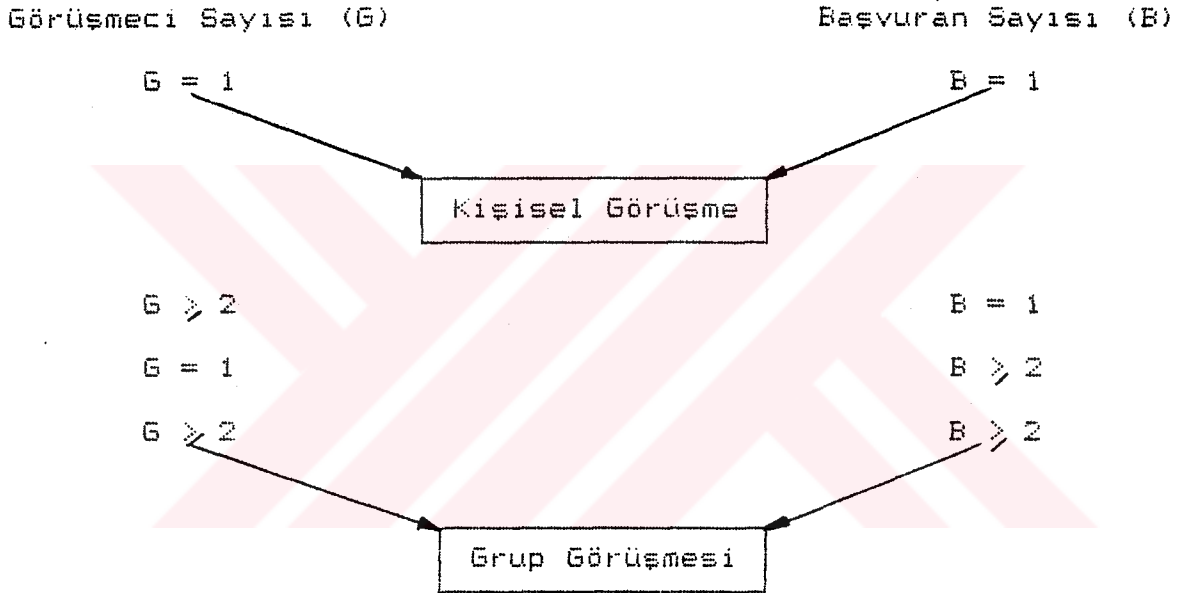 Görüşmeci Sayısı (G) Başvuran Sayısı (B)
G = 1 B = 1
Kişisel Görüşme
G ⩾ 2 B = 1
G = 1 B ⩾ 2
G ⩾ 2 B ⩾ 2
Grup Görüşmesi